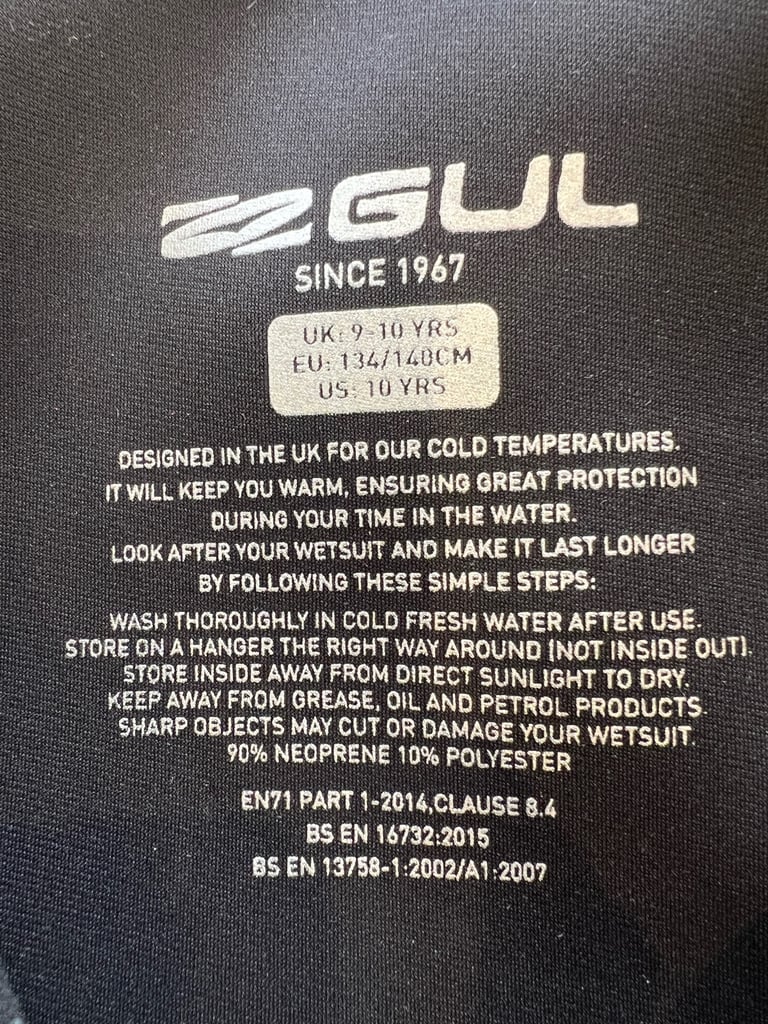 GUL
SINCE 1967
UK: 9-10 YRS
EU: 134/140CM
US: 10 YRS
DESIGNED IN THE UK FOR OUR COLD TEMPERATURES.
IT WILL KEEP YOU WARM, ENSURING GREAT PROTECTION
DURING YOUR TIME IN THE WATER.
LOOK AFTER YOUR WETSUIT AND MAKE IT LAST LONGER
BY FOLLOWING THESE SIMPLE STEPS:
WASH THOROUGHLY IN COLD FRESH WATER AFTER USE.
STORE ON A HANGER THE RIGHT WAY AROUND (NOT INSIDE OUT).
STORE INSIDE AWAY FROM DIRECT SUNLIGHT TO DRY.
KEEP AWAY FROM GREASE, OIL AND PETROL PRODUCTS.
SHARP OBJECTS MAY CUT OR DAMAGE YOUR WETSUIT.
90% NEOPRENE 10% POLYESTER
EN71 PART 1-2014,CLAUSE 8.4
BS EN 16732:2015
BS EN 13758-1:2002/A1:2007